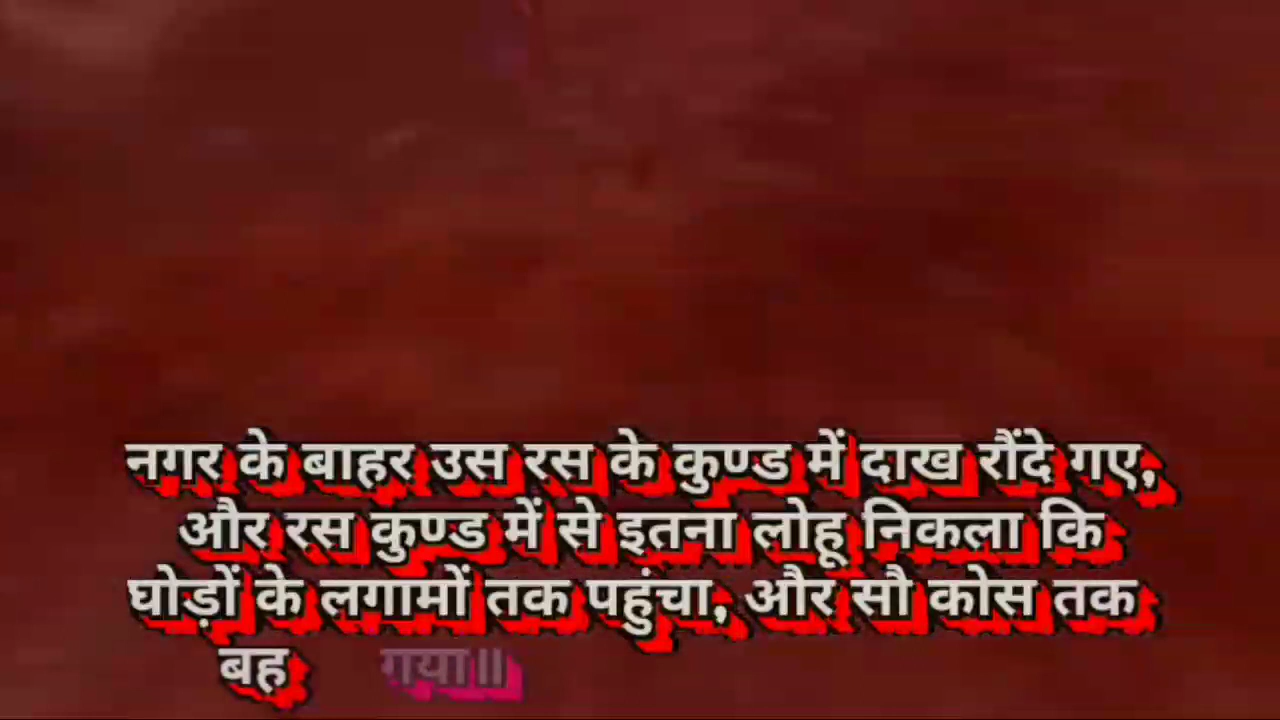 नगर के बाहर उस रस के कुण्ड में दाख रौंदे गए,
और रस कुण्ड में से इतना लोहू निकला कि
घोड़ों के लगामों तक पहुंचा, और सौ कोस तक
बह गया॥